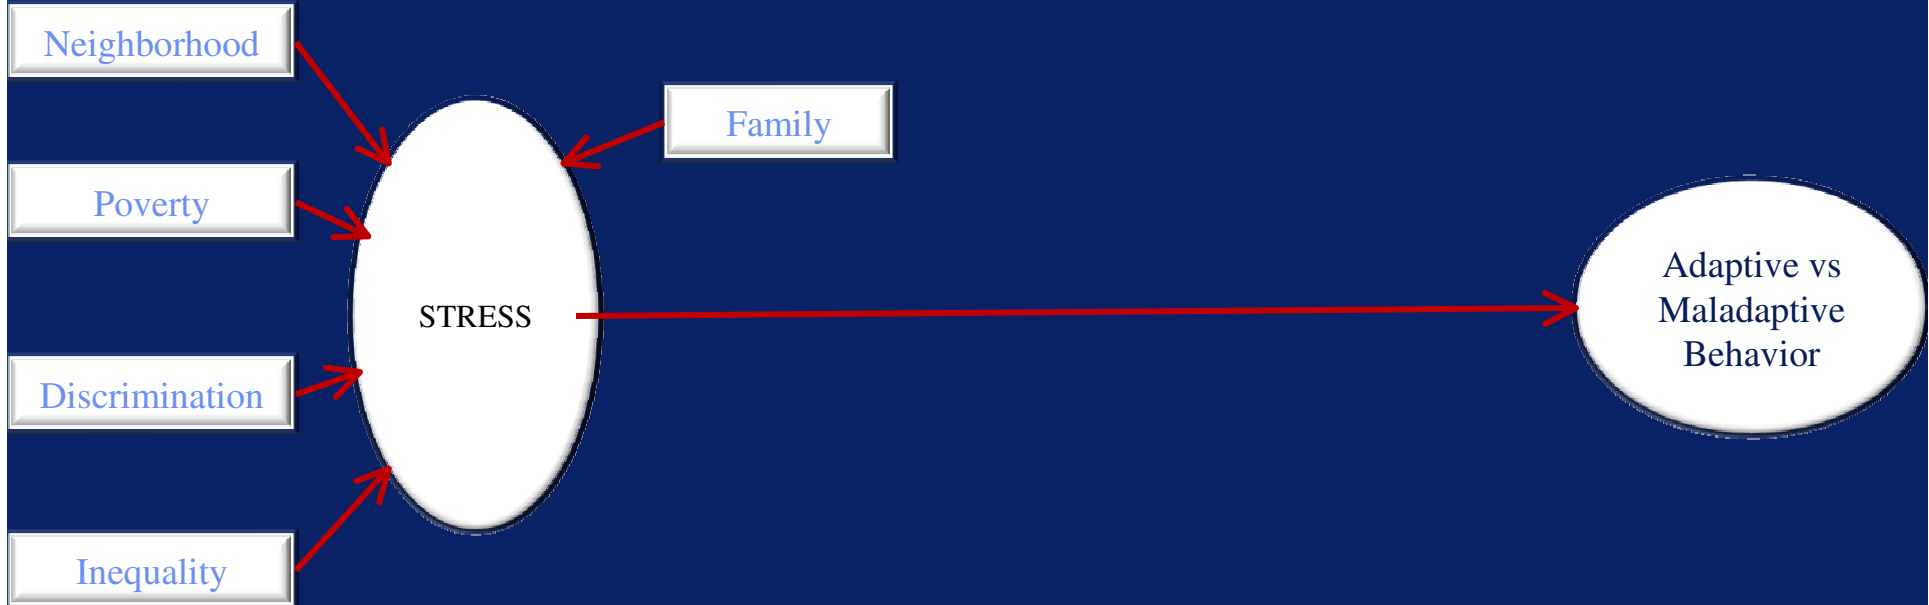 Neighborhood
Family
Poverty
STRESS
Adaptive vs
Maladaptive
Behavior
Discrimination
Inequality